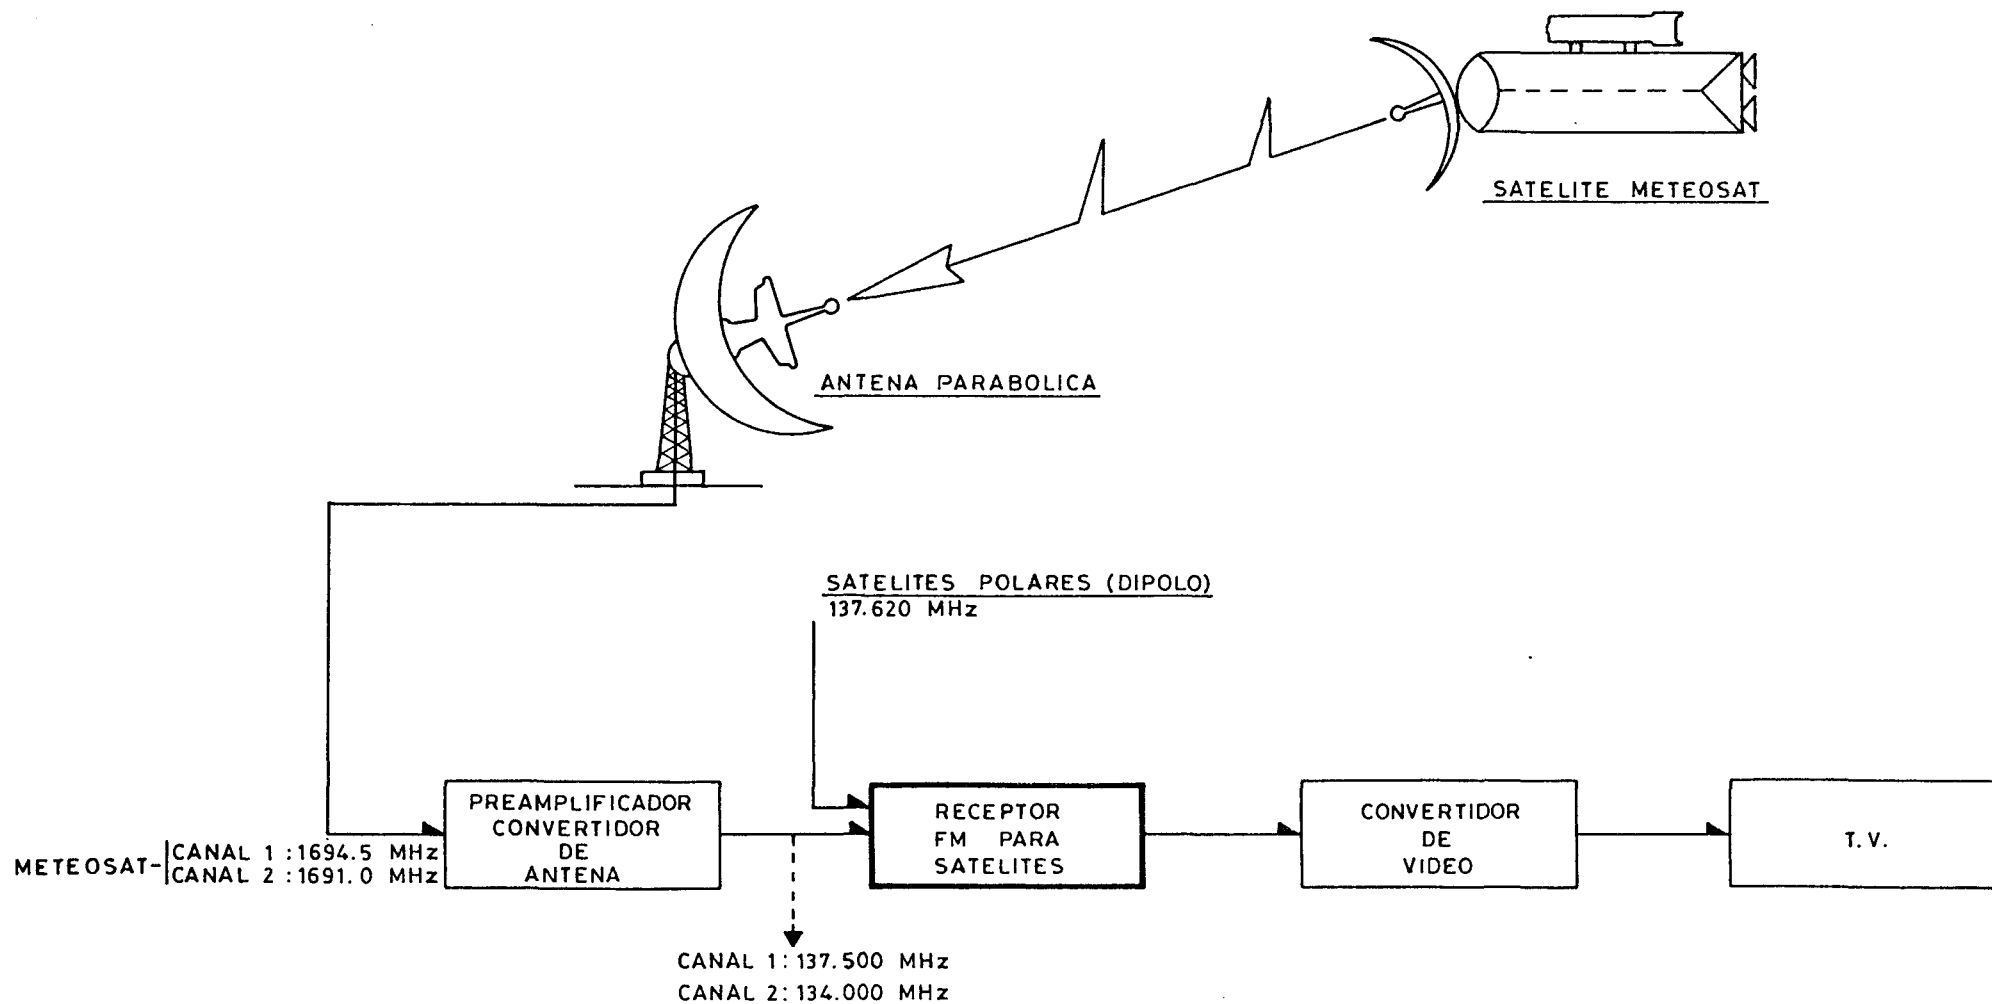 SATELITE METEOSAT
ANTENA PARABOLICA
SATELITES POLARES (DIPOLO)
137.620 MHz
METEOSAT-
CANAL 1 :1694.5 MHz
CANAL 2 :1691.0 MHz
PREAMPLIFICADOR
CONVERTIDOR
DE
ANTENA
RECEPTOR
FM PARA
SATELITES
CONVERTIDOR
DE
VIDEO
T.V.
CANAL 1: 137.500 MHz
CANAL 2: 134.000 MHz